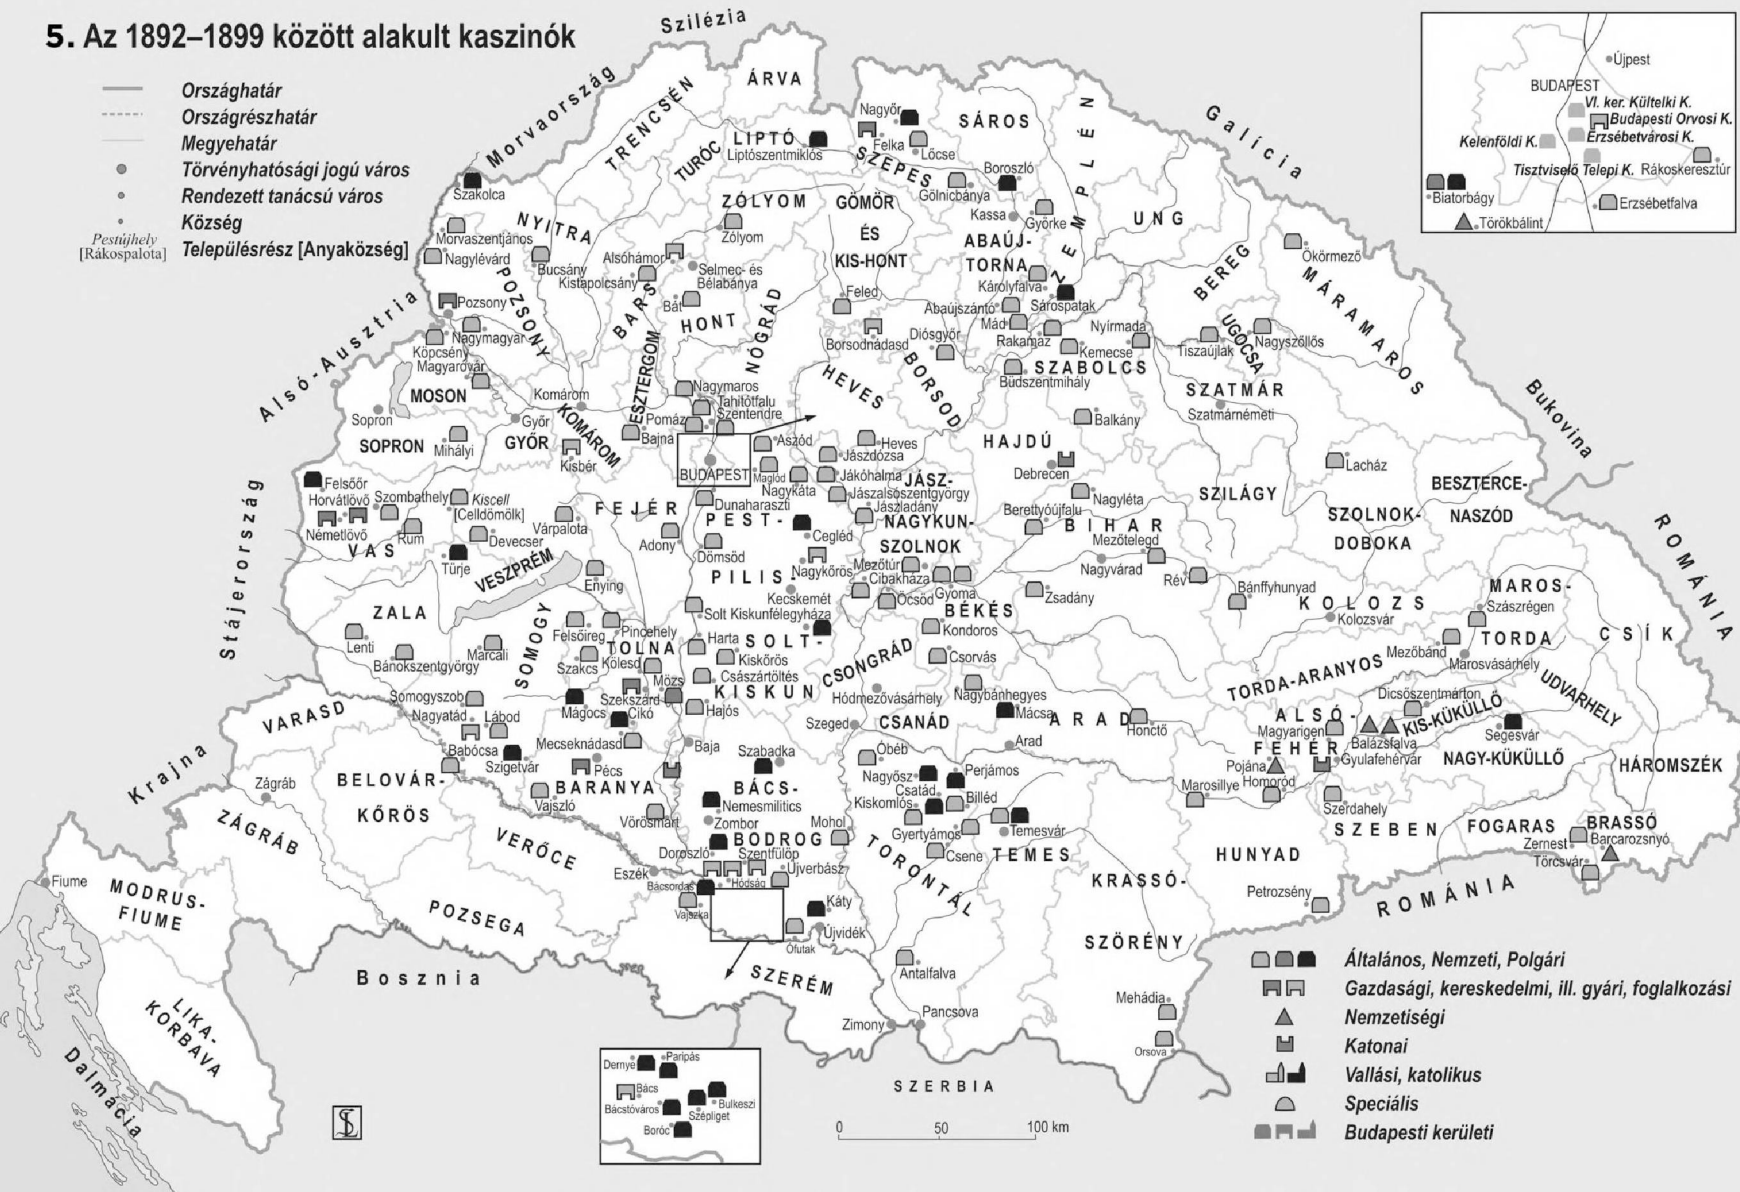 5. Az 1892–1899 között alakult kaszinók
Országhatár
Országrészhatár
Megyehatár
Törvényhatósági jogú város
Rendezett tanácsú város
Község
Pestújhely
[Rákospalota]
Településrész [Anyaközség]
Szilézia
Morvaország
Galícia
Alsó-Ausztria
Bukovina
Stájerország
ROMÁNIA
Krajna
Bosznia
Dalmácia
SZERBIA
ROMÁNIA
BUDAPEST
Újpest
VI. ker. Kültelki K.
Budapesti Orvosi K.
Erzsébetvárosi K.
Kelenföldi K.
Tisztviselő Telepi K.
Rákoskeresztúr
Biatorbágy
Erzsébetfalva
Törökbálint
ÁRVA
TRENCSÉN
LIPTÓ
Liptószentmiklós
TURÓC
Nagyőr
Felka
Lőcse
SZEPES
SÁROS
ZEMPLÉN
Boroszló
Gölnicbánya
Szakolca
NYITRA
Morvaszentjános
Nagylévárd
Bucsány
Kistapolcsány
Alsóhámor
ZÓLYOM
Zólyom
Selmec- és
Bélabánya
Bát
GÖMÖR
ÉS
KIS-HONT
Kassa
Györke
ABAÚJ-
TORNA
UNG
Ökörmező
BEREG
MÁRAMAROS
Pozsony
POZSONY
BARS
HONT
NÓGRÁD
Feled
Borsodnádasd
Diósgyőr
Abaújszántó
Károlyfalva
Sárospatak
Mád
Rakamaz
Nyírmada
Kemecse
Tiszaújlak
UGOCSA
Nagyszőllős
Köpcsény
Nagymagyar
Magyaróvár
MOSON
ESZTERGOM
HEVES
BORSOD
Büdszentmihály
SZABOLCS
SZATMÁR
Szatmárnémeti
Sopron
SOPRON
Mihályi
Győr
GYŐR
Komárom
KOMÁROM
Kisbér
Bajna
Nagymaros
Tahitótfalu
Szentendre
Pomáz
BUDAPEST
Aszód
Maglód
Nagykáta
Heves
Jászdózsa
Jákóhalma
JÁSZ-
Jászalsószentgyörgy
Jászladány
NAGYKUN-
SZOLNOK
HAJDÚ
Balkány
Debrecen
Nagyléta
Berettyóújfalu
BIHAR
Mezőtelegd
Nagyvárad
Rév
Zsadány
SZILÁGY
Lacház
BESZTERCE-
NASZÓD
SZOLNOK-
DOBOKA
Felsőőr
Horvátlövő
Németlövő
Szombathely
Rum
VAS
Kiscell
[Celldömölk]
Devecser
Türje
Várpalota
VESZPRÉM
FEJÉR
Adony
Enying
Dunaharaszti
PEST-
Dömsöd
PILIS-
Cegléd
Nagykőrös
Kecskemét
Solt
Kiskunfélegyháza
SOLT-
KISKUN
Harta
Kiskőrös
Császártöltés
Hajós
Mezőtúr
Cibakháza
Öcsöd
Gyoma
BÉKÉS
Kondoros
Csorvás
Nagybánhegyes
CSONGRÁD
Hódmezővásárhely
Szeged
CSANÁD
Mácsa
ARAD
Arad
Honctő
Bánffyhunyad
KOLOZS
Kolozsvár
MAROS-
TORDA
Szászrégen
Mezőbánd
Marosvásárhely
CSÍK
UDVARHELY
TORDA-ARANYOS
Dicsőszentmárton
KIS-KÜKÜLLŐ
ALSÓ-
FEHÉR
Magyarigen
Balázsfalva
Segesvár
NAGY-KÜKÜLLŐ
HÁROMSZÉK
Gyulafehérvár
Pojána
Homoród
Marosillye
Szerdahely
SZEBEN
FOGARAS
BRASSÓ
Barcarozsnyó
Zernest
Törcsvár
HUNYAD
Petrozsény
ZALA
Lenti
Bánokszentgyörgy
Marcali
SOMOGY
Somogyszob
Nagyatád
Lábod
Babócsa
Szigetvár
Felsőireg
Pincehely
TOLNA
Szakcs
Kölesd
Mözs
Szekszárd
Mágocs
Cikó
Mecseknádasd
Pécs
BARANYA
Vajszló
Vörösmart
Baja
Szabadka
BÁCS-
BODROG
Nemesmilitics
Zombor
Doroszló
Szentfülöp
Hódság
Mohol
Újverbász
Bácsordas
Vajszka
Káty
Újvidék
Ófutak
SZERÉM
Eszék
Óbéb
Nagyősz
Perjámos
Csatád
Kiskomlós
Billéd
Gyertyámos
Temesvár
Csene
TORONTÁL
TEMES
KRASSÓ-
SZÖRÉNY
Antalfalva
Pancsova
Zimony
Mehádia
Orsova
VARASD
Zágráb
ZÁGRÁB
BELOVÁR-
KŐRÖS
VERŐCE
POZSEGA
Fiume
MODRUS-
FIUME
LIKA-
KORBAVA
Dernye
Paripás
Bács
Bácstóváros
Bulkeszi
Szépliget
Boróc
0 50 100 km
Általános, Nemzeti, Polgári
Gazdasági, kereskedelmi, ill. gyári, foglalkozási
Nemzetiségi
Katonai
Vallási, katolikus
Speciális
Budapesti kerületi